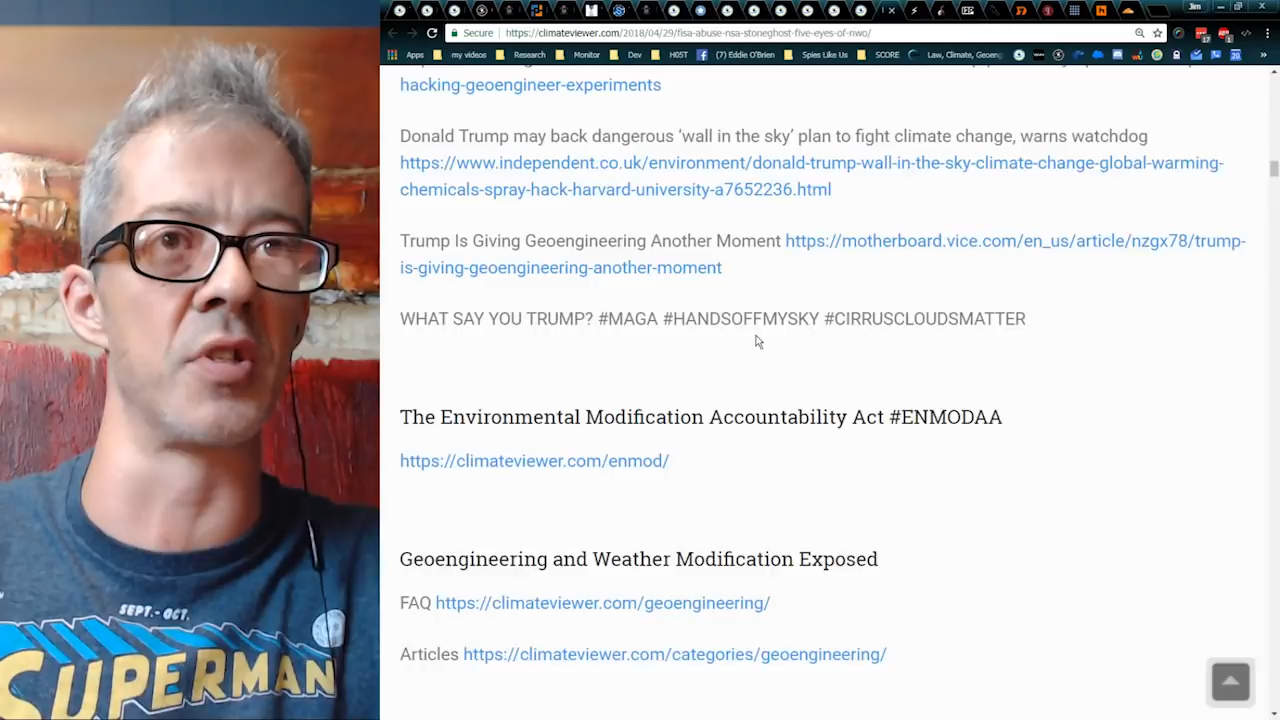 Jim
Secure
https://climateviewer.com/2018/04/29/fisa-abuse-nsa-stoneghost-five-eyes-of-nwo/
Apps
my videos
Research
Monitor
Dev
H0ST
(7) Eddie O'Brien
Spies Like Us
SCORE
Law, Climate, Geoeng
hacking-geoengineer-experiments
Donald Trump may back dangerous ‘wall in the sky’ plan to fight climate change, warns watchdog
https://www.independent.co.uk/environment/donald-trump-wall-in-the-sky-climate-change-global-warming-
chemicals-spray-hack-harvard-university-a7652236.html
Trump Is Giving Geoengineering Another Moment https://motherboard.vice.com/en_us/article/nzgx78/trump-
is-giving-geoengineering-another-moment
WHAT SAY YOU TRUMP? #MAGA #HANDSOFFMYSKY #CIRRUSCLOUDSMATTER
The Environmental Modification Accountability Act #ENMODAA
https://climateviewer.com/enmod/
Geoengineering and Weather Modification Exposed
FAQ https://climateviewer.com/geoengineering/
Articles https://climateviewer.com/categories/geoengineering/
SEPT.-OCT.
SUPERMAN